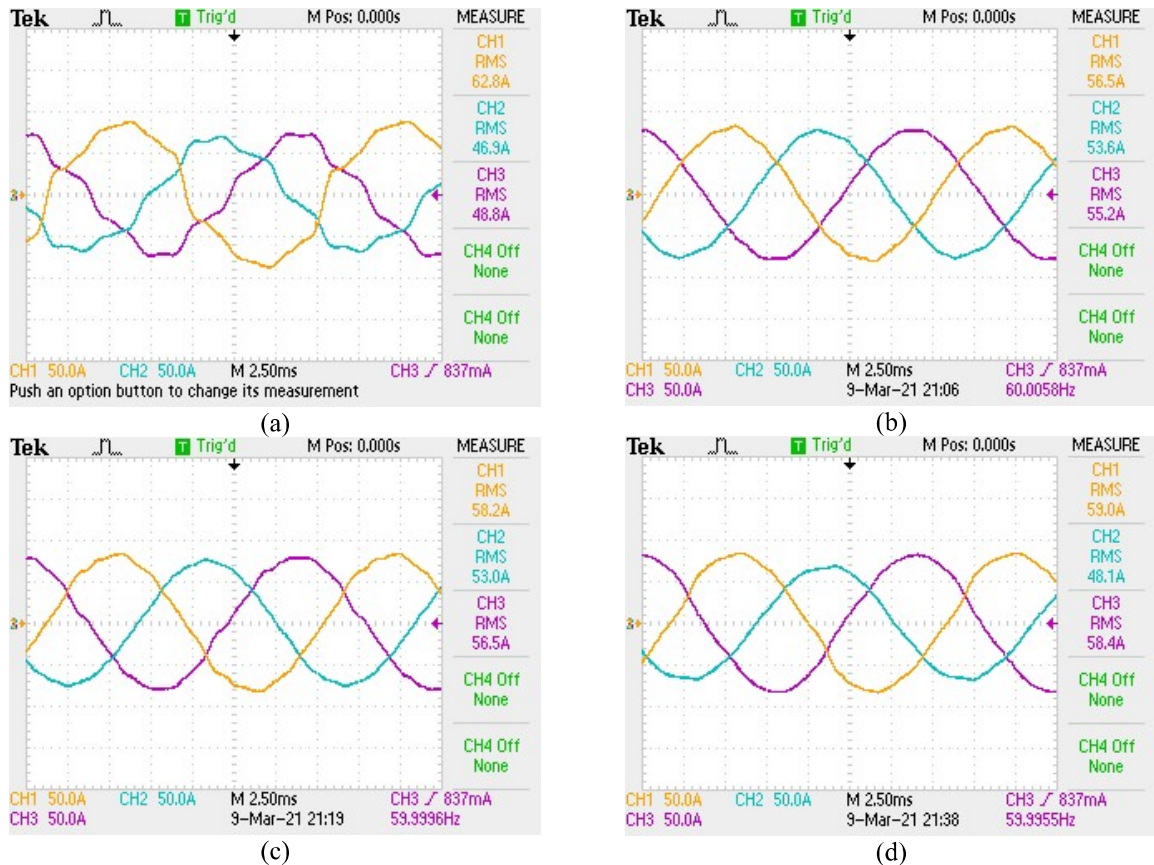 Tek T Trig'd M Pos: 0.000s MEASURE
CH1
RMS
62.8A
CH2
RMS
46.9A
CH3
RMS
48.8A
CH4 Off
None
CH4 Off
None
CH1 50.0A CH2 50.0A M 2.50ms CH3 837mA
Push an option button to change its measurement
(a)
Tek T Trig'd M Pos: 0.000s MEASURE
CH1
RMS
56.5A
CH2
RMS
53.6A
CH3
RMS
55.2A
CH4 Off
None
CH4 Off
None
CH1 50.0A CH2 50.0A M 2.50ms CH3 837mA
CH3 50.0A 9-Mar-21 21:06 60.0058Hz
(b)
Tek T Trig'd M Pos: 0.000s MEASURE
CH1
RMS
58.2A
CH2
RMS
53.0A
CH3
RMS
56.5A
CH4 Off
None
CH4 Off
None
CH1 50.0A CH2 50.0A M 2.50ms CH3 837mA
CH3 50.0A 9-Mar-21 21:19 59.9996Hz
(c)
Tek T Trig'd M Pos: 0.000s MEASURE
CH1
RMS
59.0A
CH2
RMS
48.1A
CH3
RMS
58.4A
CH4 Off
None
CH4 Off
None
CH1 50.0A CH2 50.0A M 2.50ms CH3 837mA
CH3 50.0A 9-Mar-21 21:38 59.9955Hz
(d)